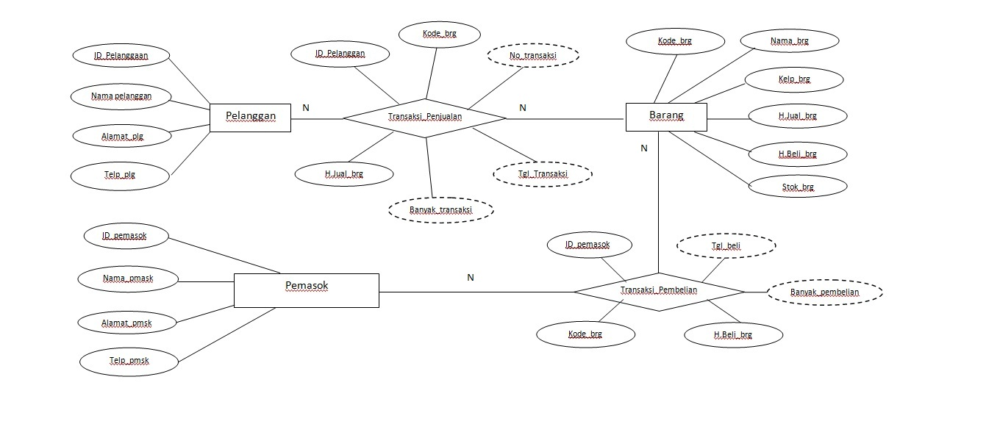 Kode_brg
ID_Pelanggan
No_transaksi
Kode_brg
Nama_brg
ID_Pelanggaan
Nama pelanggan
Alamat_plg
Telp_plg
Pelanggan
N
Transaksi_Penjualan
N
Barang
Kelp_brg
H.Jual_brg
H.Beli_brg
Stok_brg
N
H.Jual_brg
Tgl_Transaksi
Banyak_transaksi
ID_pemasok
Nama_pmask
Alamat_pmsk
Telp_pmsk
Pemasok
N
ID_pemasok
Tgl_beli
Transaksi_Pembelian
Banyak_pembelian
Kode_brg
H.Beli_brg